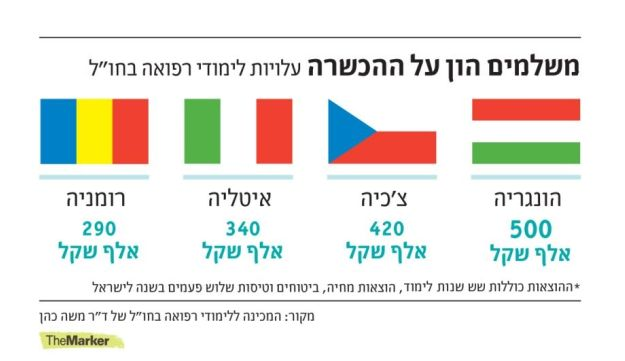 משלמים הון על ההכשרה עלויות לימודי רפואה בחו"ל
הונגריה
500
אלף שקל
צ'כיה
420
אלף שקל
איטליה
340
אלף שקל
רומניה
290
אלף שקל
*ההוצאות כוללות שש שנות לימוד, הוצאות מחיה, ביטוחים וטיסות שלוש פעמים בשנה לישראל
מקור: המכינה ללימודי רפואה בחו"ל של ד"ר משה כהן
TheMarker